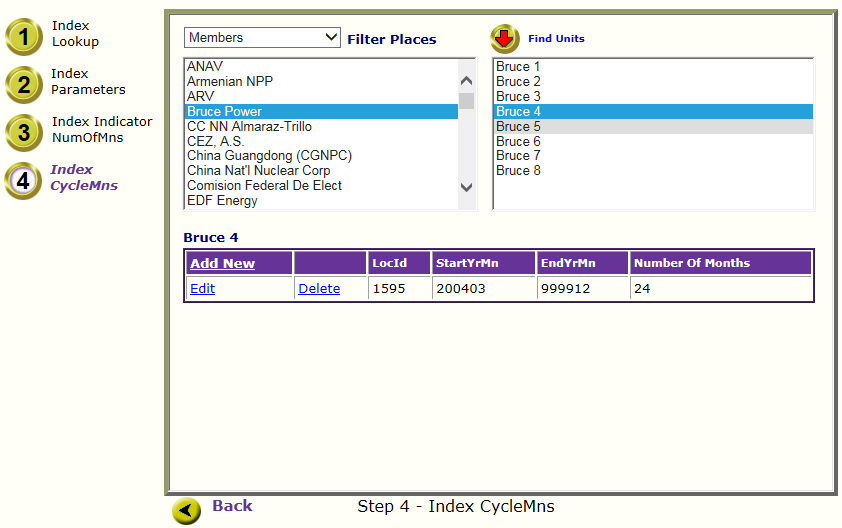 1
Index
Lookup
2
Index
Parameters
3
Index Indicator
NumOfMns
4
Index
CycleMns
Members
Filter Places
Find Units
ANAV
Armenian NPP
ARV
Bruce Power
CC NN Almaraz-Trillo
CEZ, A.S.
China Guangdong (CGNPC)
China Nat'l Nuclear Corp
Comision Federal De Elect
EDF Energy
Bruce 1
Bruce 2
Bruce 3
Bruce 4
Bruce 5
Bruce 6
Bruce 7
Bruce 8
Bruce 4
Add New LocId StartYrMn EndYrMn Number Of Months
Edit Delete 1595 200403 999912 24
Back
Step 4 - Index CycleMns